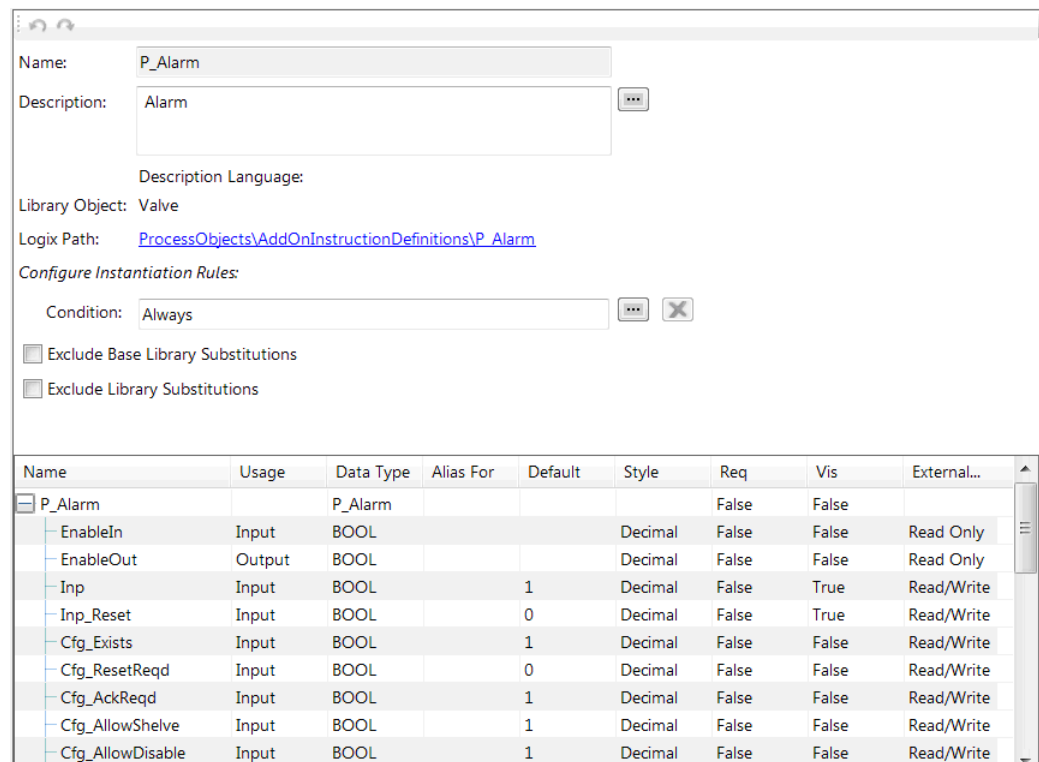 Name: P_Alarm
Description: Alarm
Description Language:
Library Object: Valve
Logix Path: ProcessObjects\AddOnInstructionDefinitions\P_Alarm
Configure Instantiation Rules:
Condition: Always
Exclude Base Library Substitutions
Exclude Library Substitutions
Name Usage Data Type Alias For Default Style Req Vis External...
P_Alarm P_Alarm False False
EnableIn Input BOOL Decimal False False Read Only
EnableOut Output BOOL Decimal False False Read Only
Inp Input BOOL 1 Decimal False True Read/Write
Inp_Reset Input BOOL 0 Decimal False True Read/Write
Cfg_Exists Input BOOL 1 Decimal False False Read/Write
Cfg_ResetReqd Input BOOL 0 Decimal False False Read/Write
Cfg_AckReqd Input BOOL 1 Decimal False False Read/Write
Cfg_AllowShelve Input BOOL 1 Decimal False False Read/Write
Cfg_AllowDisable Input BOOL 1 Decimal False False Read/Write